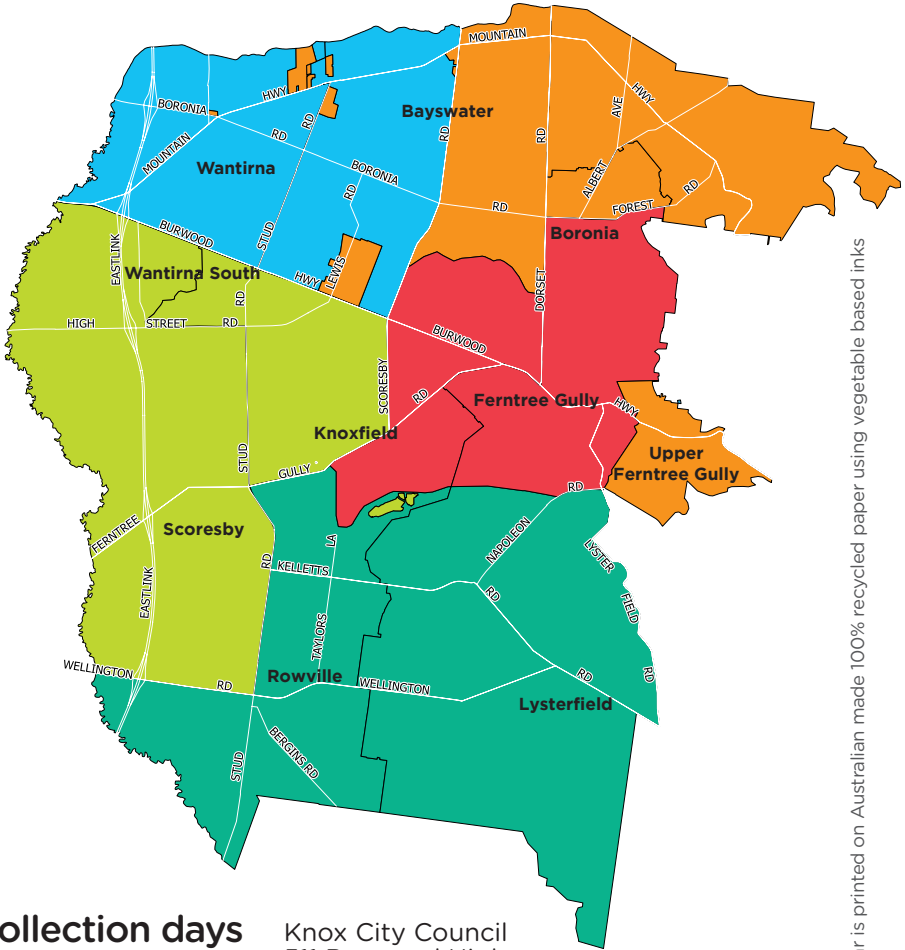 MOUNTAIN
HWY
BORONIA
HWY
AVE
Bayswater
RD
RD
RD
RD
MOUNTAIN
Wantirna
BORONIA
RD
ALBERT
RD
RD
FOREST
BURWOOD
STUD
Boronia
EASTLINK
Wantirna South
HWY
LEWIS
RD
DORSET
HIGH
STREET
RD
BURWOOD
SCORESBY
RD
Ferntree Gully
HWY
Knoxfield
Upper
Ferntree Gully
STUD
GULLY
RD
FERNTREE
Scoresby
NAPOLEON
LA
LYSTER
RD
KELLETTS
EASTLINK
RD
FIELD
TAYLORS
WELLINGTON
RD
Rowville
WELLINGTON
RD
RD
Lysterfield
STUD
BERGINS RD
ollection days
Knox City Council
r is printed on Australian made 100% recycled paper using vegetable based inks